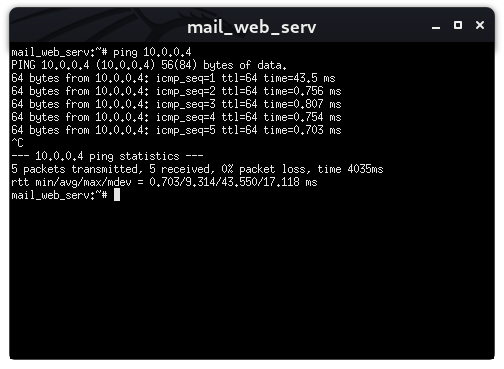 mail_web_serv
mail_web_serv:~# ping 10.0.0.4
PING 10.0.0.4 (10.0.0.4) 56(84) bytes of data.
64 bytes from 10.0.0.4: icmp_seq=1 ttl=64 time=43.5 ms
64 bytes from 10.0.0.4: icmp_seq=2 ttl=64 time=0.756 ms
64 bytes from 10.0.0.4: icmp_seq=3 ttl=64 time=0.807 ms
64 bytes from 10.0.0.4: icmp_seq=4 ttl=64 time=0.754 ms
64 bytes from 10.0.0.4: icmp_seq=5 ttl=64 time=0.703 ms
^C
--- 10.0.0.4 ping statistics ---
5 packets transmitted, 5 received, 0% packet loss, time 4035ms
rtt min/avg/max/mdev = 0.703/9.314/43.550/17.118 ms
mail_web_serv:~#